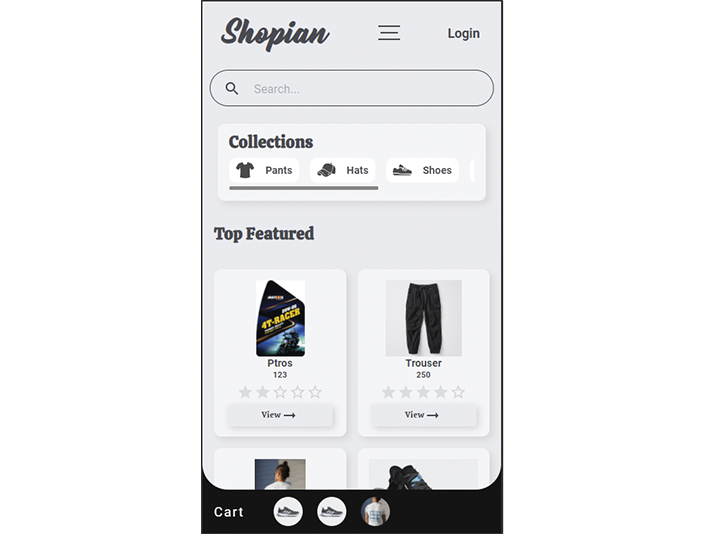 Shopian
Login
Search...
Collections
Pants
Hats
Shoes
Top Featured
4T-RACER
Ptros
123
View
Trouser
250
View
Cart